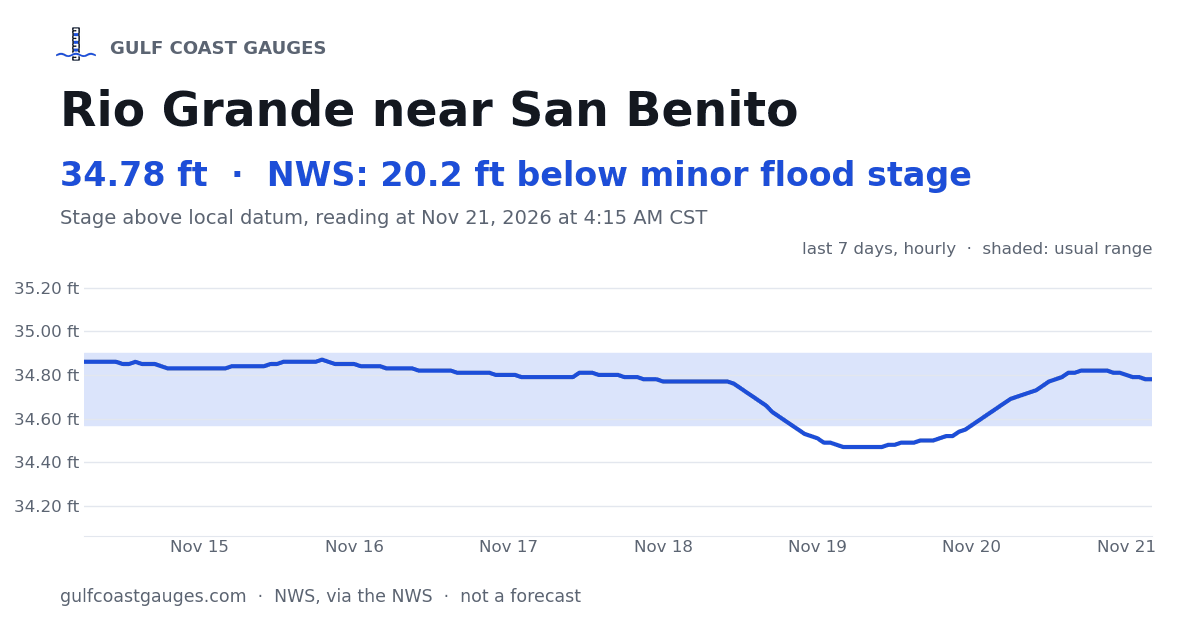 GULF COAST GAUGES
Rio Grande near San Benito
34.78 ft · NWS: 20.2 ft below minor flood stage
Stage above local datum, reading at Nov 21, 2026 at 4:15 AM CST
last 7 days, hourly · shaded: usual range
35.20 ft
35.00 ft
34.80 ft
34.60 ft
34.40 ft
34.20 ft
Nov 15 Nov 16 Nov 17 Nov 18 Nov 19 Nov 20 Nov 21
gulfcoastgauges.com · NWS, via the NWS · not a forecast